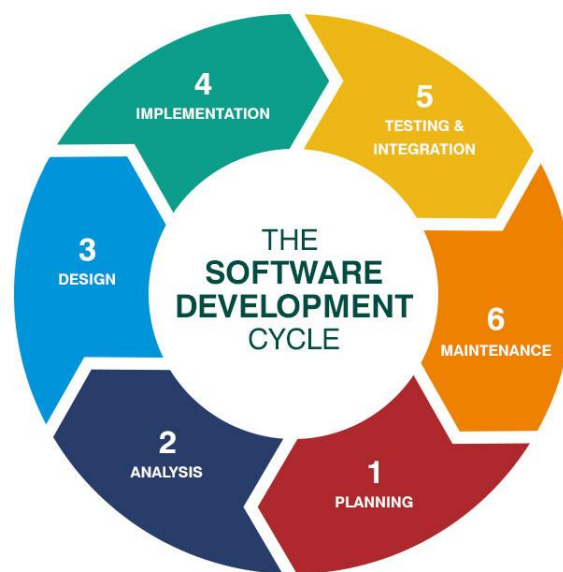 THE
SOFTWARE
DEVELOPMENT
CYCLE
1
PLANNING
2
ANALYSIS
3
DESIGN
4
IMPLEMENTATION
5
TESTING &
INTEGRATION
6
MAINTENANCE